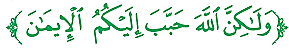 ﴿وَلَٰكِنَّ ٱللَّهَ حَبَّبَ إِلَيْكُمُ ٱلْإِيمَٰنَ﴾